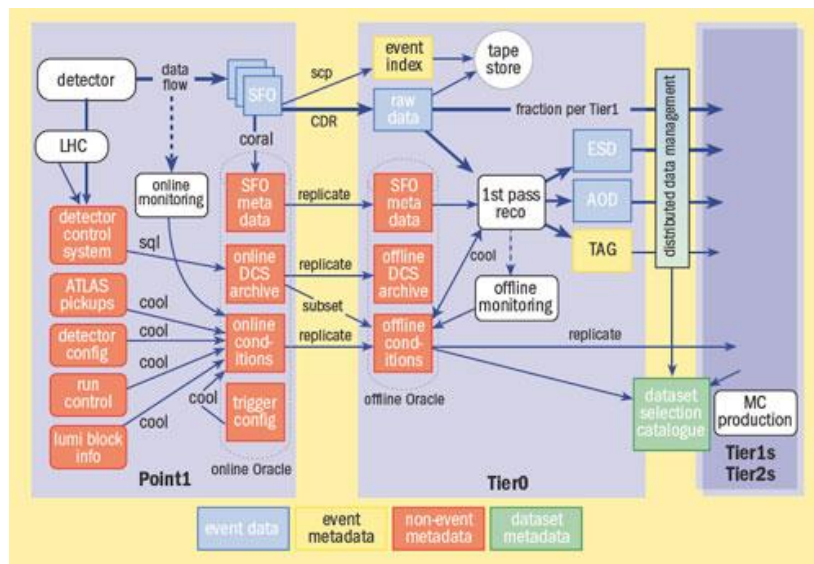 detector
data
flow
SFO
scp
event
index
tape
store
raw
data
CDR
fraction per Tier1
LHC
coral
online
monitoring
ESD
distributed data management
SFO
meta
data
replicate
SFO
meta
data
1st pass
reco
AOD
detector
control
system
sql
TAG
online
DCS
archive
replicate
offline
DCS
archive
cool
offline
monitoring
ATLAS
pickups
cool
subset
detector
config
cool
online
cond-
itions
replicate
offline
cond-
itions
replicate
run
control
cool
cool
trigger
config
offline Oracle
dataset
selection
catalogue
MC
production
lumi block
info
cool
online Oracle
Point1
Tier0
Tier1s
Tier2s
event data
event
metadata
non-event
metadata
dataset
metadata